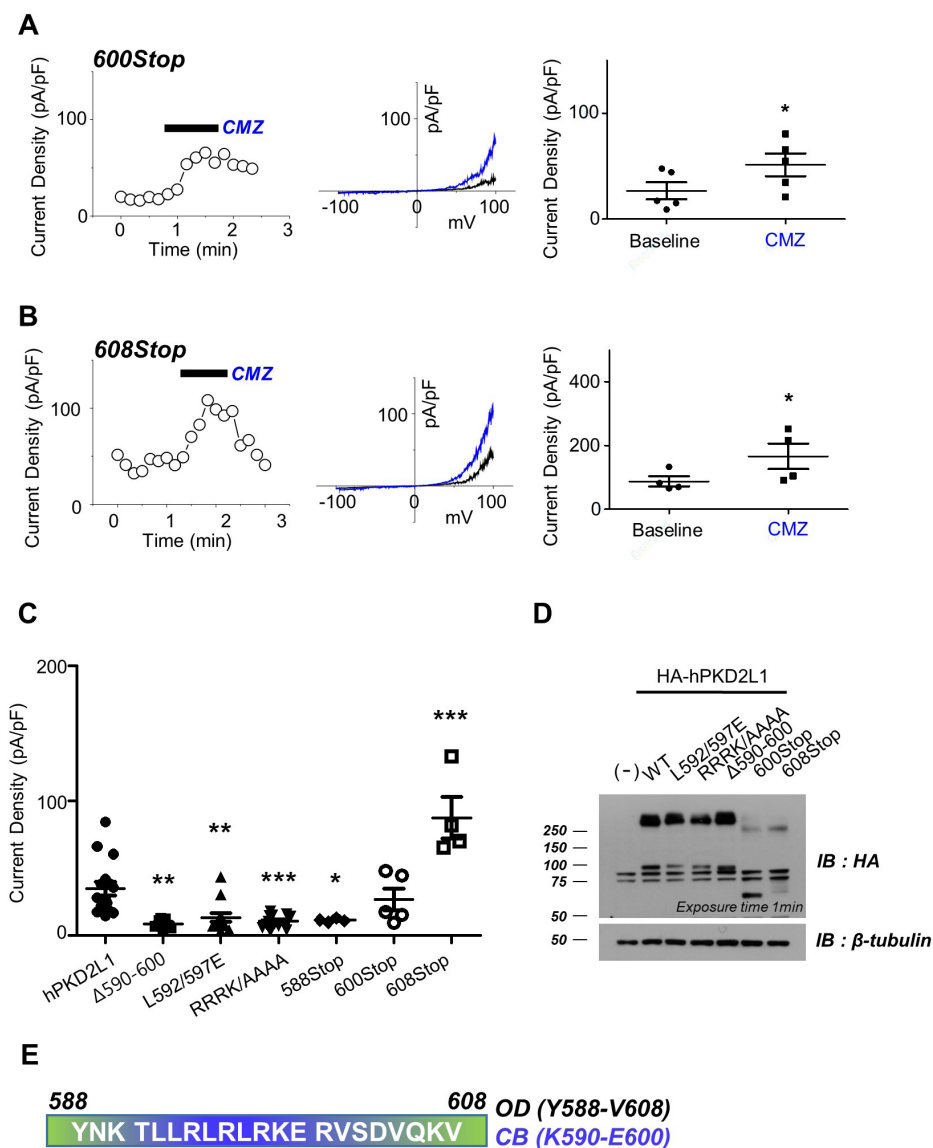 A
600Stop
Current Density (pA/pF)
100
0
CMZ
0 1 2 3
Time (min)
pA/pF
100
-100 0 100
mV
Current Density (pA/pF)
100
50
0
*
Baseline CMZ
B
608Stop
Current Density (pA/pF)
100
0
CMZ
0 1 2 3
Time (min)
pA/pF
100
-100 0 100
mV
Current Density (pA/pF)
400
200
0
*
Baseline CMZ
C
Current Density (pA/pF)
200
100
0
** ** *** * ***
hPKD2L1 Δ590-600 L592/597E RRRK/AAAA 588Stop 600Stop 608Stop
D
HA-hPKD2L1
(-) WT L592/597E RRRK/AAAA Δ590-600 600Stop 608Stop
250
150
100
75
50
IB : HA
Exposure time 1min
50
IB : β-tubulin
E
588 608
YNK TLLRLRLRKE RVSDVQKV
OD (Y588-V608)
CB (K590-E600)